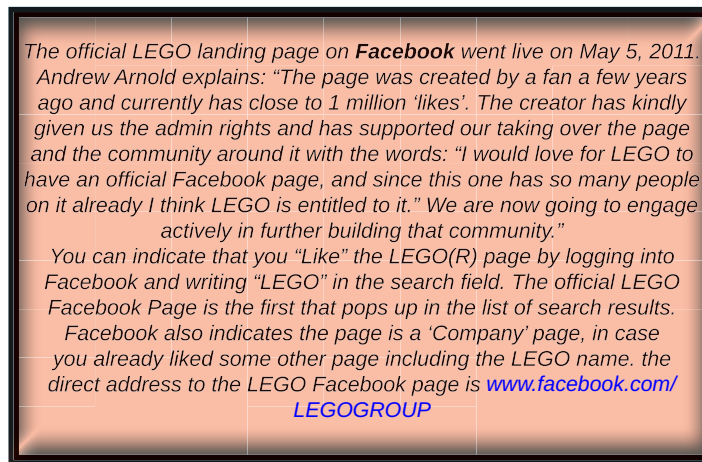 The official LEGO landing page on Facebook went live on May 5, 2011.
Andrew Arnold explains: “The page was created by a fan a few years
ago and currently has close to 1 million ‘likes’. The creator has kindly
given us the admin rights and has supported our taking over the page
and the community around it with the words: “I would love for LEGO to
have an official Facebook page, and since this one has so many people
on it already I think LEGO is entitled to it.” We are now going to engage
actively in further building that community.”
You can indicate that you “Like” the LEGO(R) page by logging into
Facebook and writing “LEGO” in the search field. The official LEGO
Facebook Page is the first that pops up in the list of search results.
Facebook also indicates the page is a ‘Company’ page, in case
you already liked some other page including the LEGO name. the
direct address to the LEGO Facebook page is www.facebook.com/
LEGOGROUP